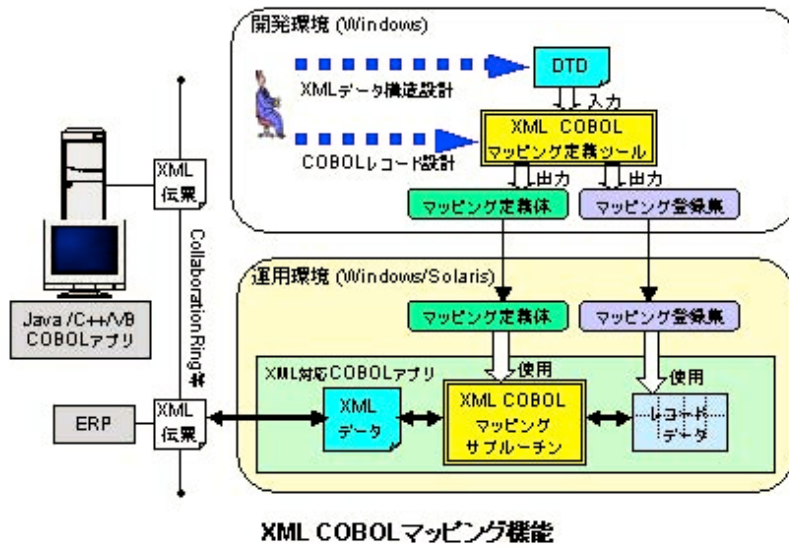 開発環境 (Windows)
DTD
XMLデータ構造設計
入力
XML COBOL
マッピング定義ツール
COBOLレコード設計
出力
出力
マッピング定義体
マッピング登録集
XML
伝票
Collaboration Ring
Java /C++/VB
COBOLアプリ
運用環境 (Windows/Solaris)
マッピング定義体
マッピング登録集
XML対応COBOLアプリ
使用
使用
ERP
XML
伝票
XML
データ
XML COBOL
マッピング
サブルーチン
レコード
データ
XML COBOLマッピング機能